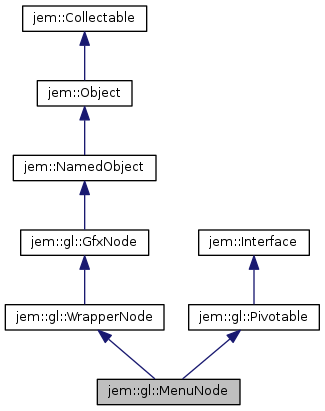 jem::Collectable
jem::Object
jem::NamedObject
jem::gl::GfxNode
jem::Interface
jem::gl::WrapperNode
jem::gl::Pivotable
jem::gl::MenuNode